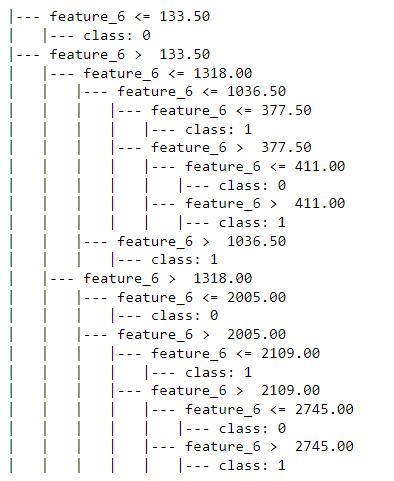 |--- feature_6 <= 133.50
|   |--- class: 0
|--- feature_6 >  133.50
|   |--- feature_6 <= 1318.00
|   |   |--- feature_6 <= 1036.50
|   |   |   |--- feature_6 <= 377.50
|   |   |   |   |--- class: 1
|   |   |   |--- feature_6 >  377.50
|   |   |   |   |--- feature_6 <= 411.00
|   |   |   |   |   |--- class: 0
|   |   |   |   |--- feature_6 >  411.00
|   |   |   |   |   |--- class: 1
|   |   |--- feature_6 >  1036.50
|   |   |   |--- class: 1
|   |--- feature_6 >  1318.00
|   |   |--- feature_6 <= 2005.00
|   |   |   |--- class: 0
|   |   |--- feature_6 >  2005.00
|   |   |   |--- feature_6 <= 2109.00
|   |   |   |   |--- class: 1
|   |   |   |--- feature_6 >  2109.00
|   |   |   |   |--- feature_6 <= 2745.00
|   |   |   |   |   |--- class: 0
|   |   |   |   |--- feature_6 >  2745.00
|   |   |   |   |   |--- class: 1